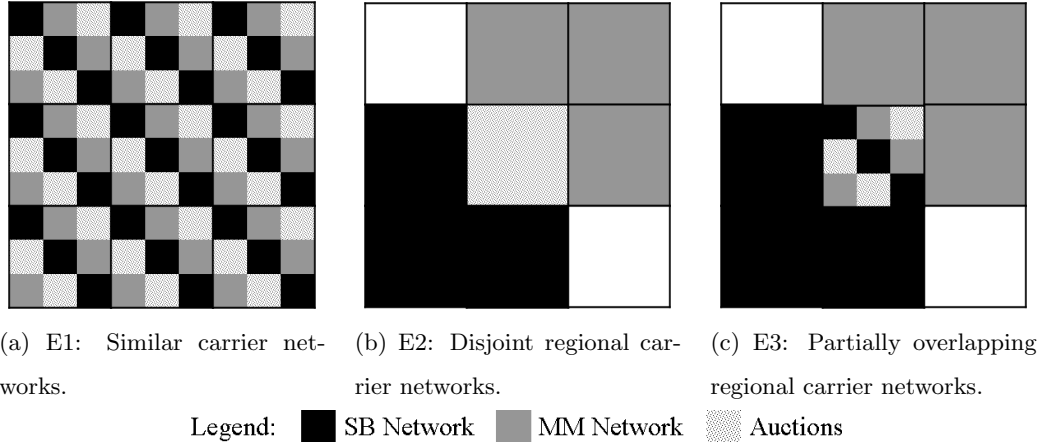 (a) E1: Similar carrier net-
works.
(b) E2: Disjoint regional car-
rier networks.
(c) E3: Partially overlapping
regional carrier networks.
Legend: SB Network MM Network Auctions